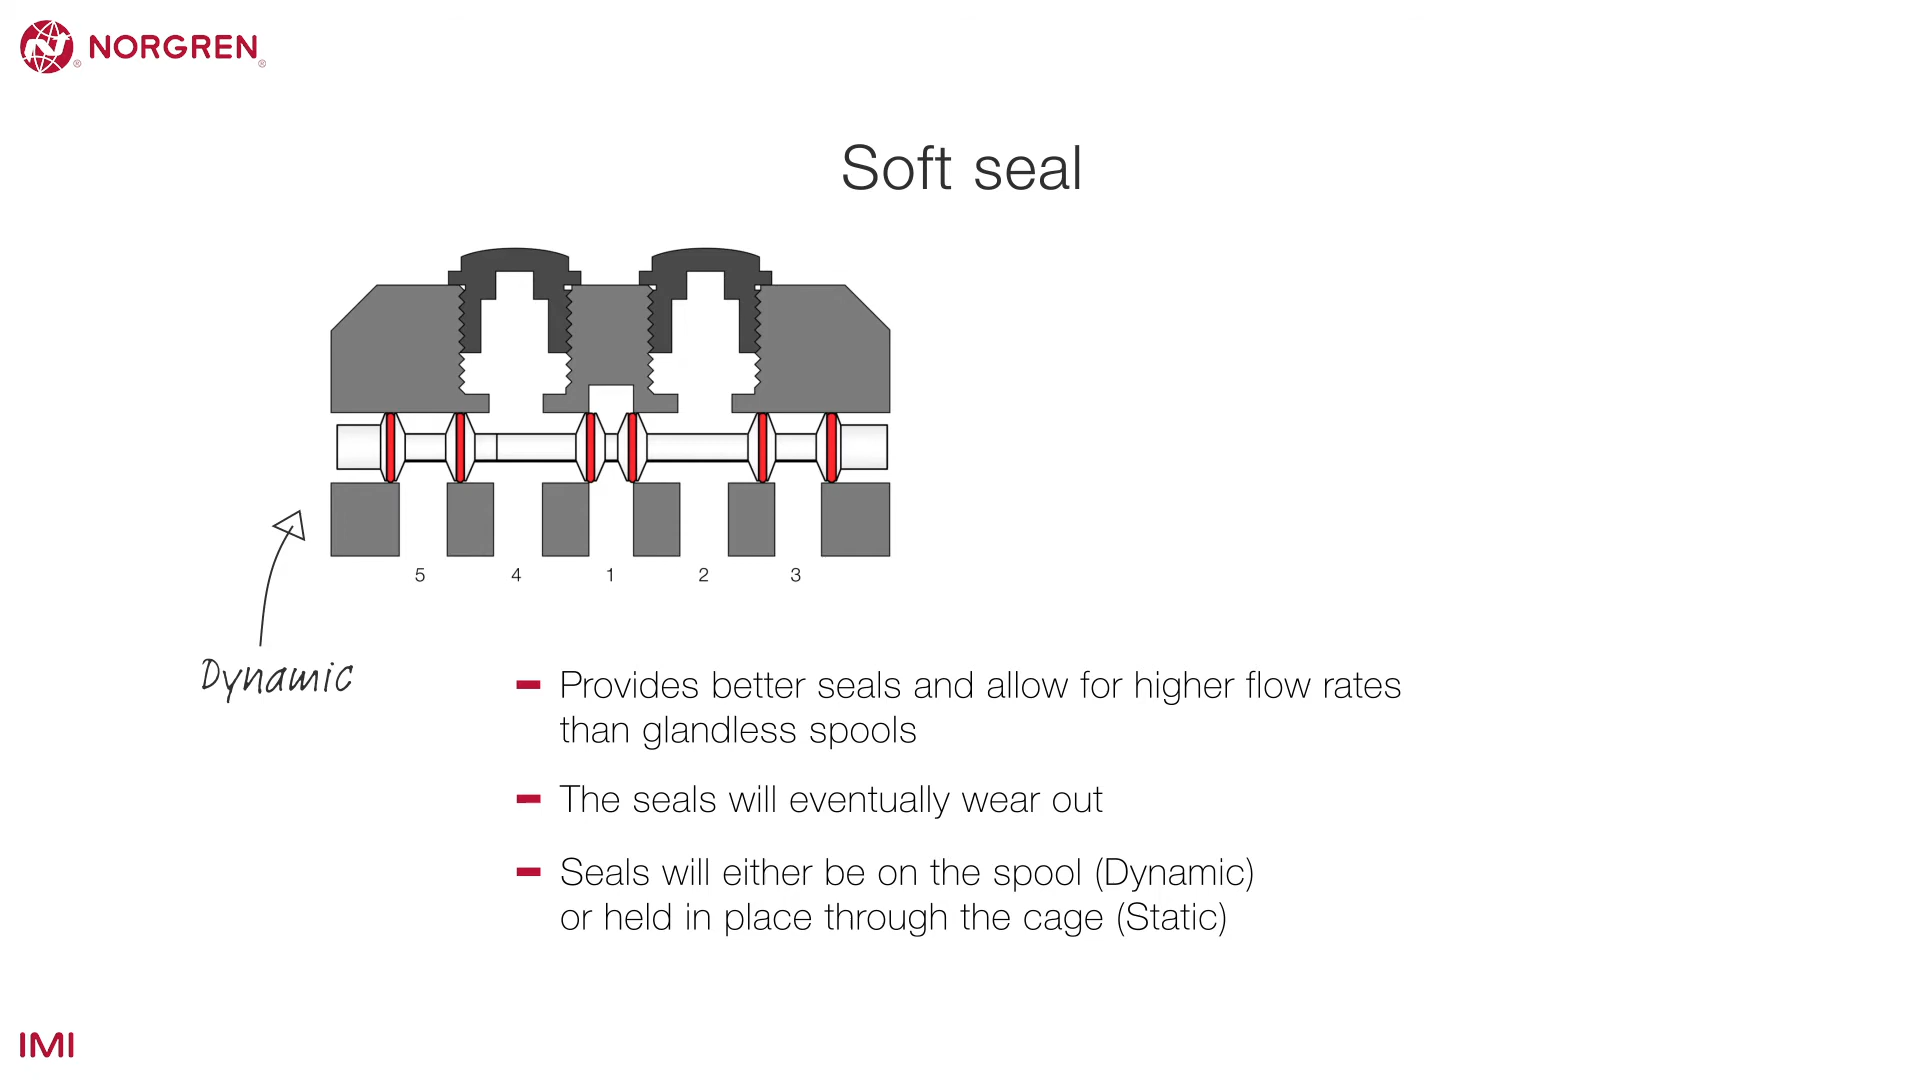 NORGREN
Soft seal
5 4 1 2 3
Dynamic
Provides better seals and allow for higher flow rates
than glandless spools
The seals will eventually wear out
Seals will either be on the spool (Dynamic)
or held in place through the cage (Static)
IMI